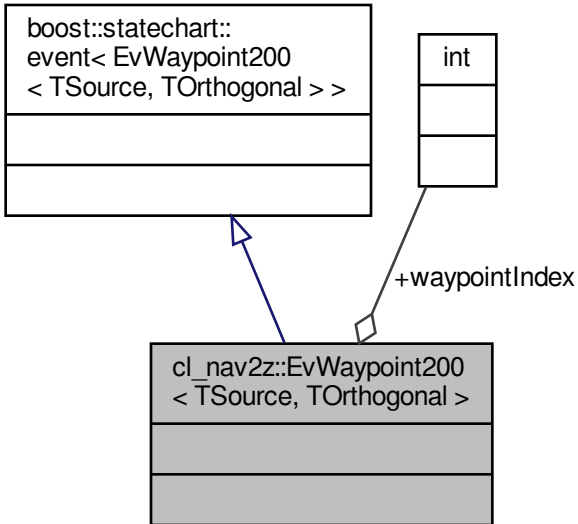 boost::statechart::
event< EvWaypoint200
< TSource, TOrthogonal > >
int
+waypointIndex
cl_nav2z::EvWaypoint200
< TSource, TOrthogonal >